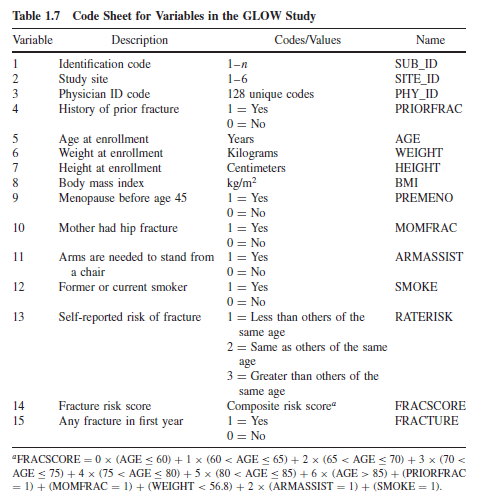 Table 1.7 Code Sheet for Variables in the GLOW Study
Variable Description Codes/Values Name
1 Identification code 1–n SUB_ID
2 Study site 1–6 SITE_ID
3 Physician ID code 128 unique codes PHY_ID
4 History of prior fracture 1 = Yes PRIORFRAC
0 = No
5 Age at enrollment Years AGE
6 Weight at enrollment Kilograms WEIGHT
7 Height at enrollment Centimeters HEIGHT
8 Body mass index kg/m² BMI
9 Menopause before age 45 1 = Yes PREMENO
0 = No
10 Mother had hip fracture 1 = Yes MOMFRAC
0 = No
11 Arms are needed to stand from 1 = Yes ARMASSIST
a chair 0 = No
12 Former or current smoker 1 = Yes SMOKE
0 = No
13 Self-reported risk of fracture 1 = Less than others of the RATERISK
same age
2 = Same as others of the same
age
3 = Greater than others of the
same age
14 Fracture risk score Composite risk scoreᵃ FRACSCORE
15 Any fracture in first year 1 = Yes FRACTURE
0 = No
ᵃFRACSCORE = 0 × (AGE ≤ 60) + 1 × (60 < AGE ≤ 65) + 2 × (65 < AGE ≤ 70) + 3 × (70 <
AGE ≤ 75) + 4 × (75 < AGE ≤ 80) + 5 × (80 < AGE ≤ 85) + 6 × (AGE > 85) + (PRIORFRAC
= 1) + (MOMFRAC = 1) + (WEIGHT < 56.8) + 2 × (ARMASSIST = 1) + (SMOKE = 1).